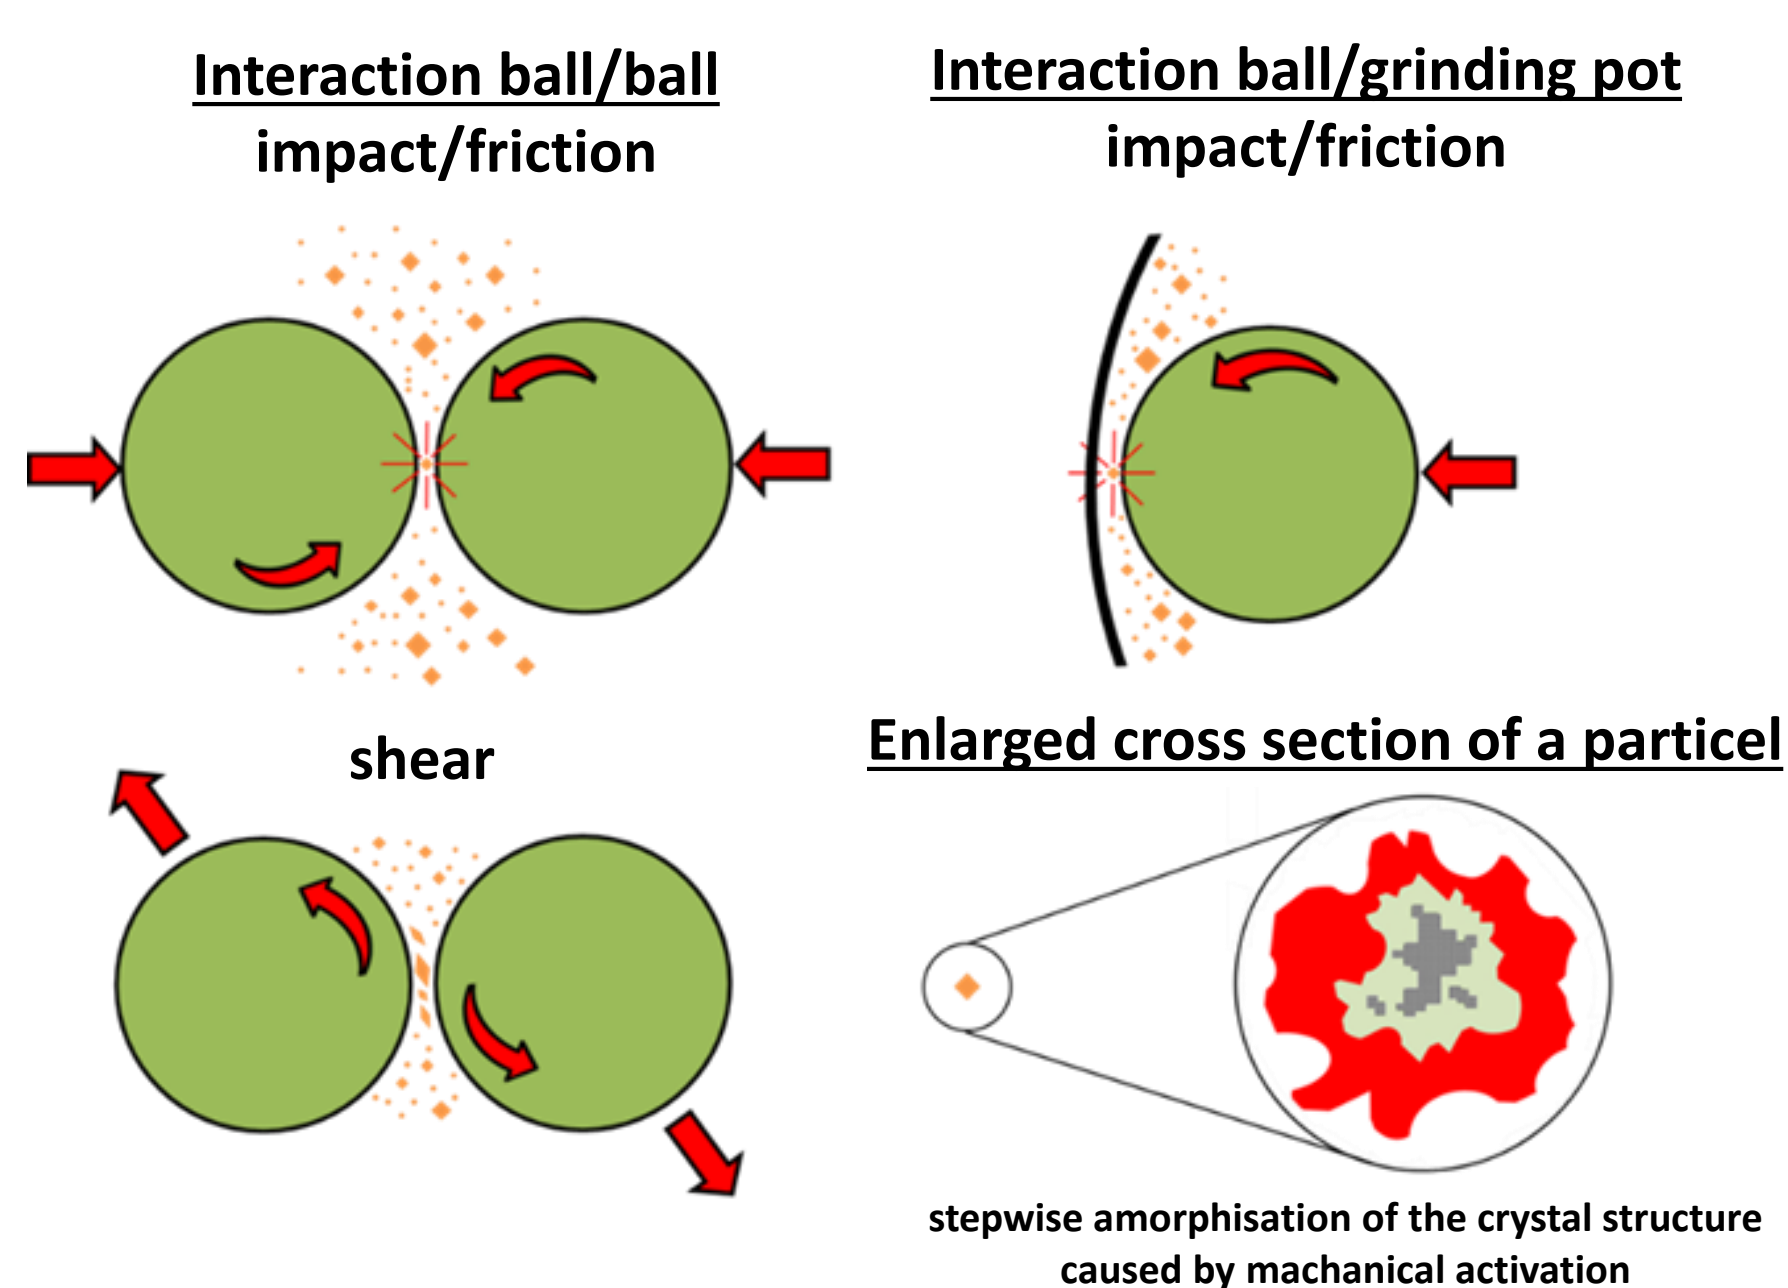 Interaction ball/ball
impact/friction
Interaction ball/grinding pot
impact/friction
shear
Enlarged cross section of a particel
stepwise amorphisation of the crystal structure
caused by machanical activation